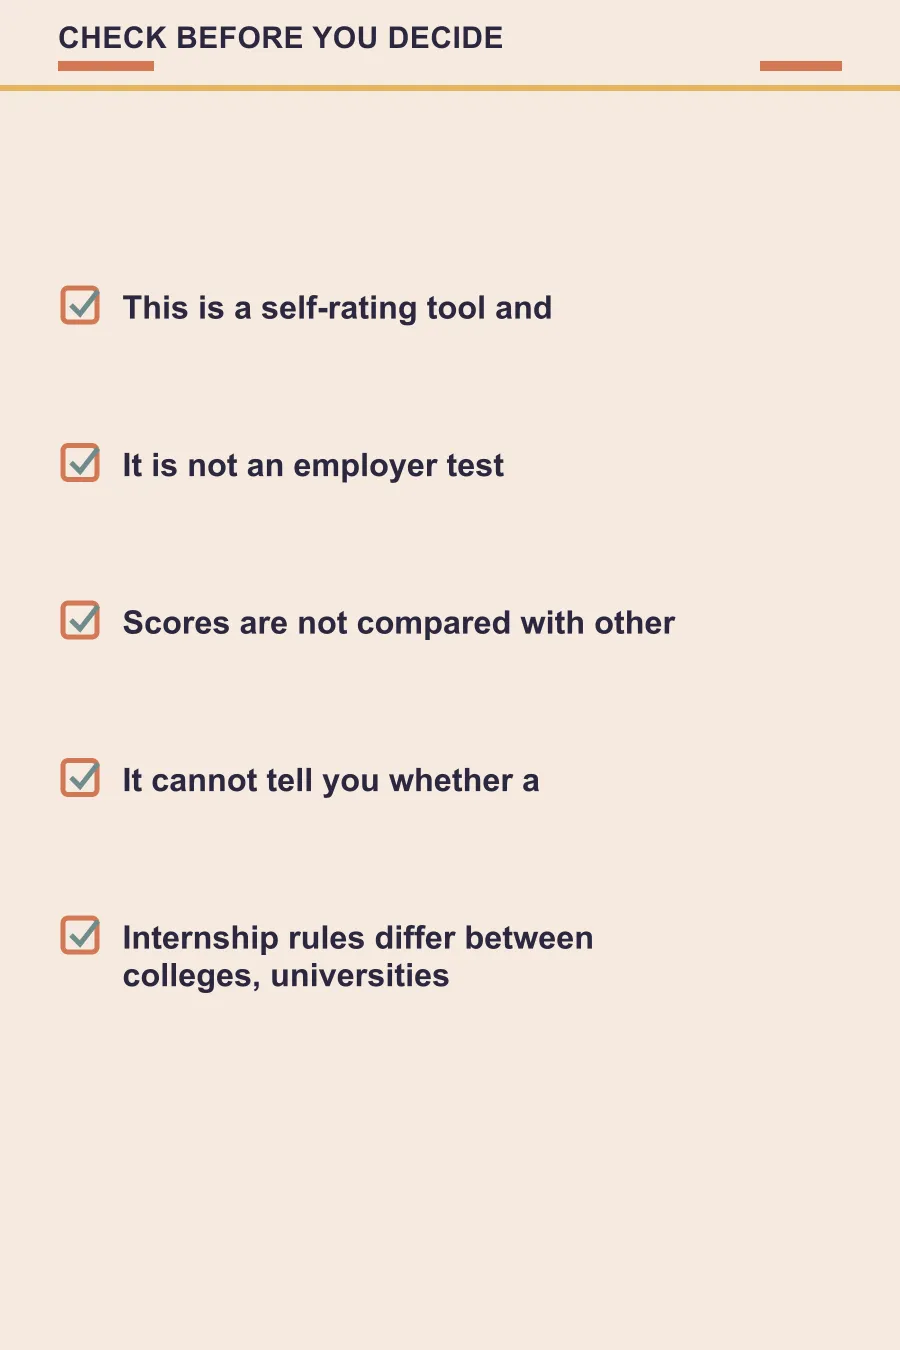 CHECK BEFORE YOU DECIDE
This is a self-rating tool and
It is not an employer test
Scores are not compared with other
It cannot tell you whether a
Internship rules differ between
colleges, universities